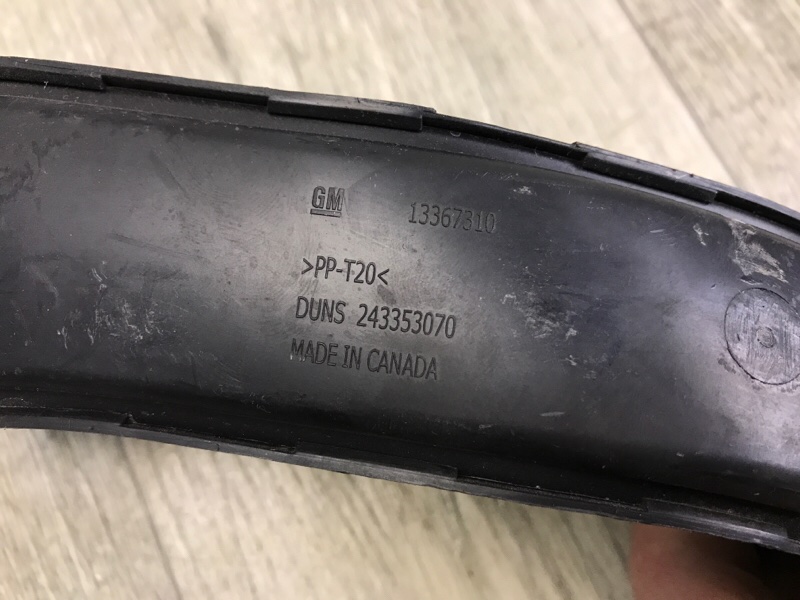 GM 13367310
>PP-T20<
DUNS 243353070
MADE IN CANADA